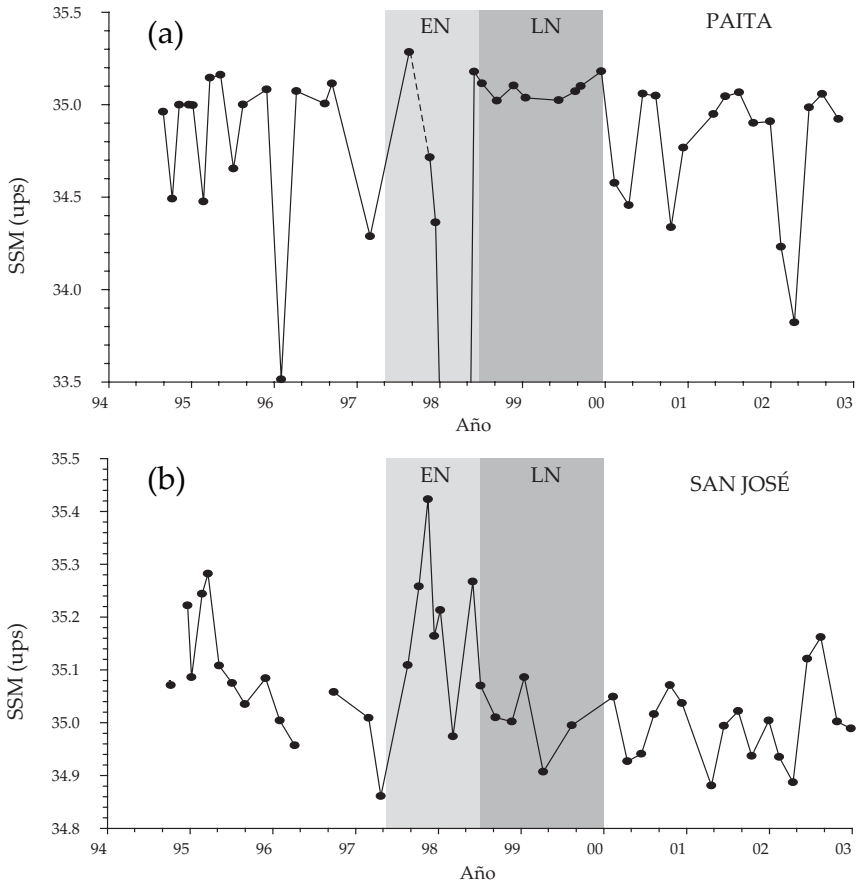 (a)
EN
LN
PAITA
35.5
35.0
34.5
34.0
33.5
SSM (ups)
94 95 96 97 98 99 00 01 02 03
Año
(b)
EN
LN
SAN JOSÉ
35.5
35.4
35.3
35.2
35.1
35.0
34.9
34.8
SSM (ups)
94 95 96 97 98 99 00 01 02 03
Año